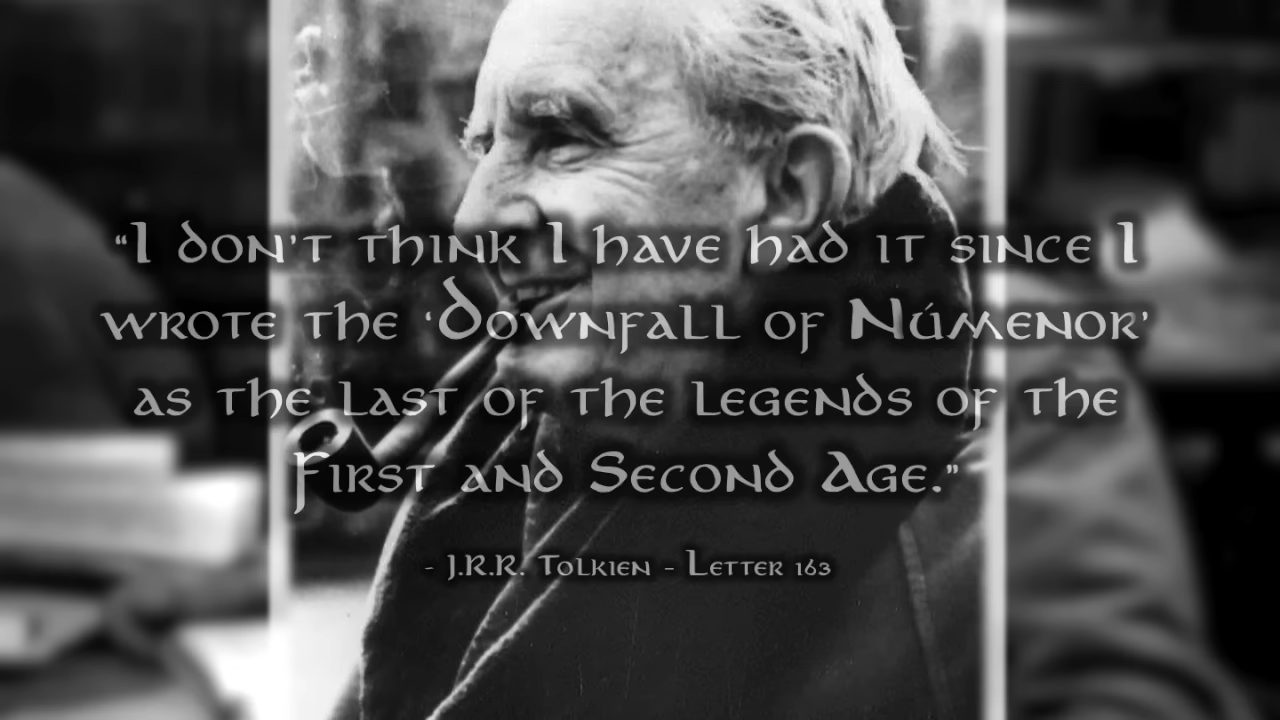 “I don't think I have had it since I
wrote the ‘Downfall of Númenor’
as the last of the legends of the
First and Second Age.”
- J.R.R. Tolkien - Letter 163